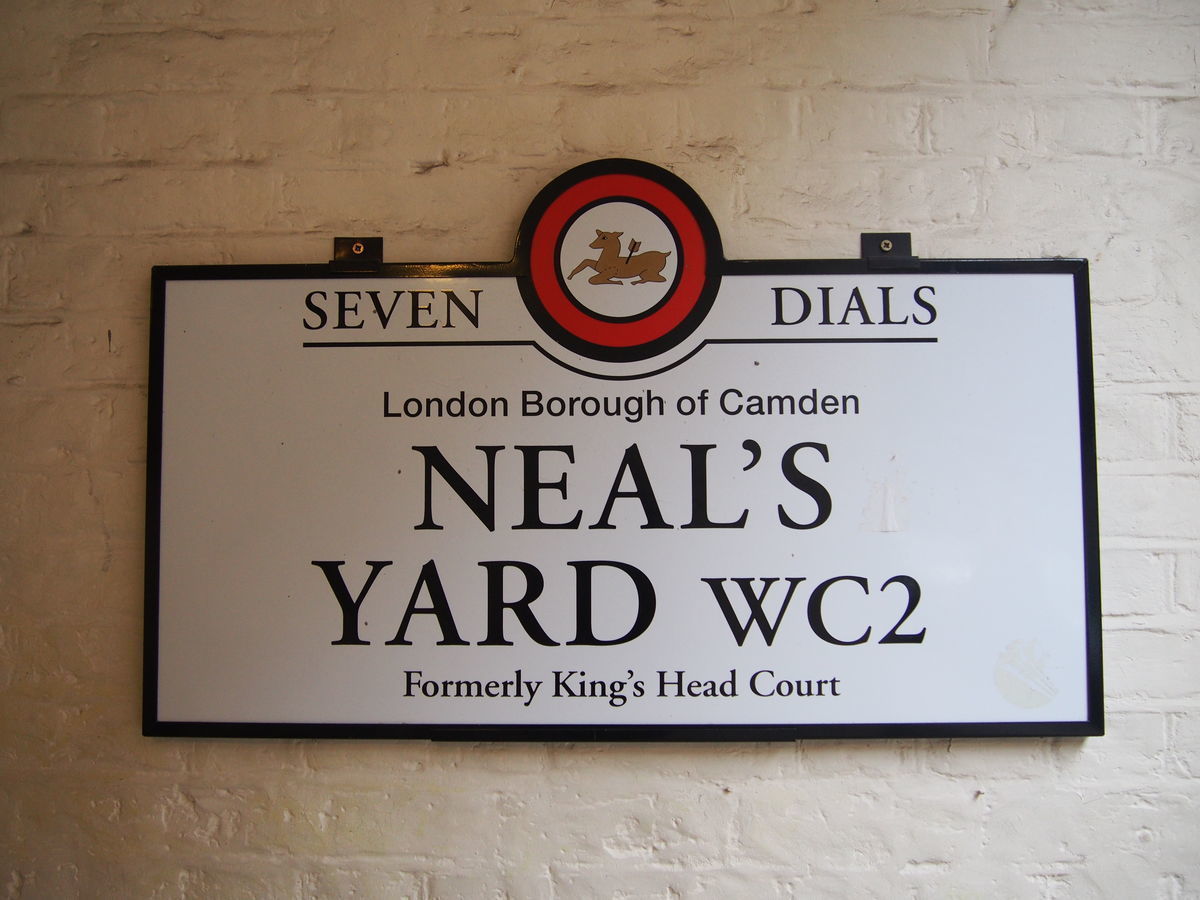 SEVEN DIALS
London Borough of Camden
NEAL'S
YARD WC2
Formerly King's Head Court